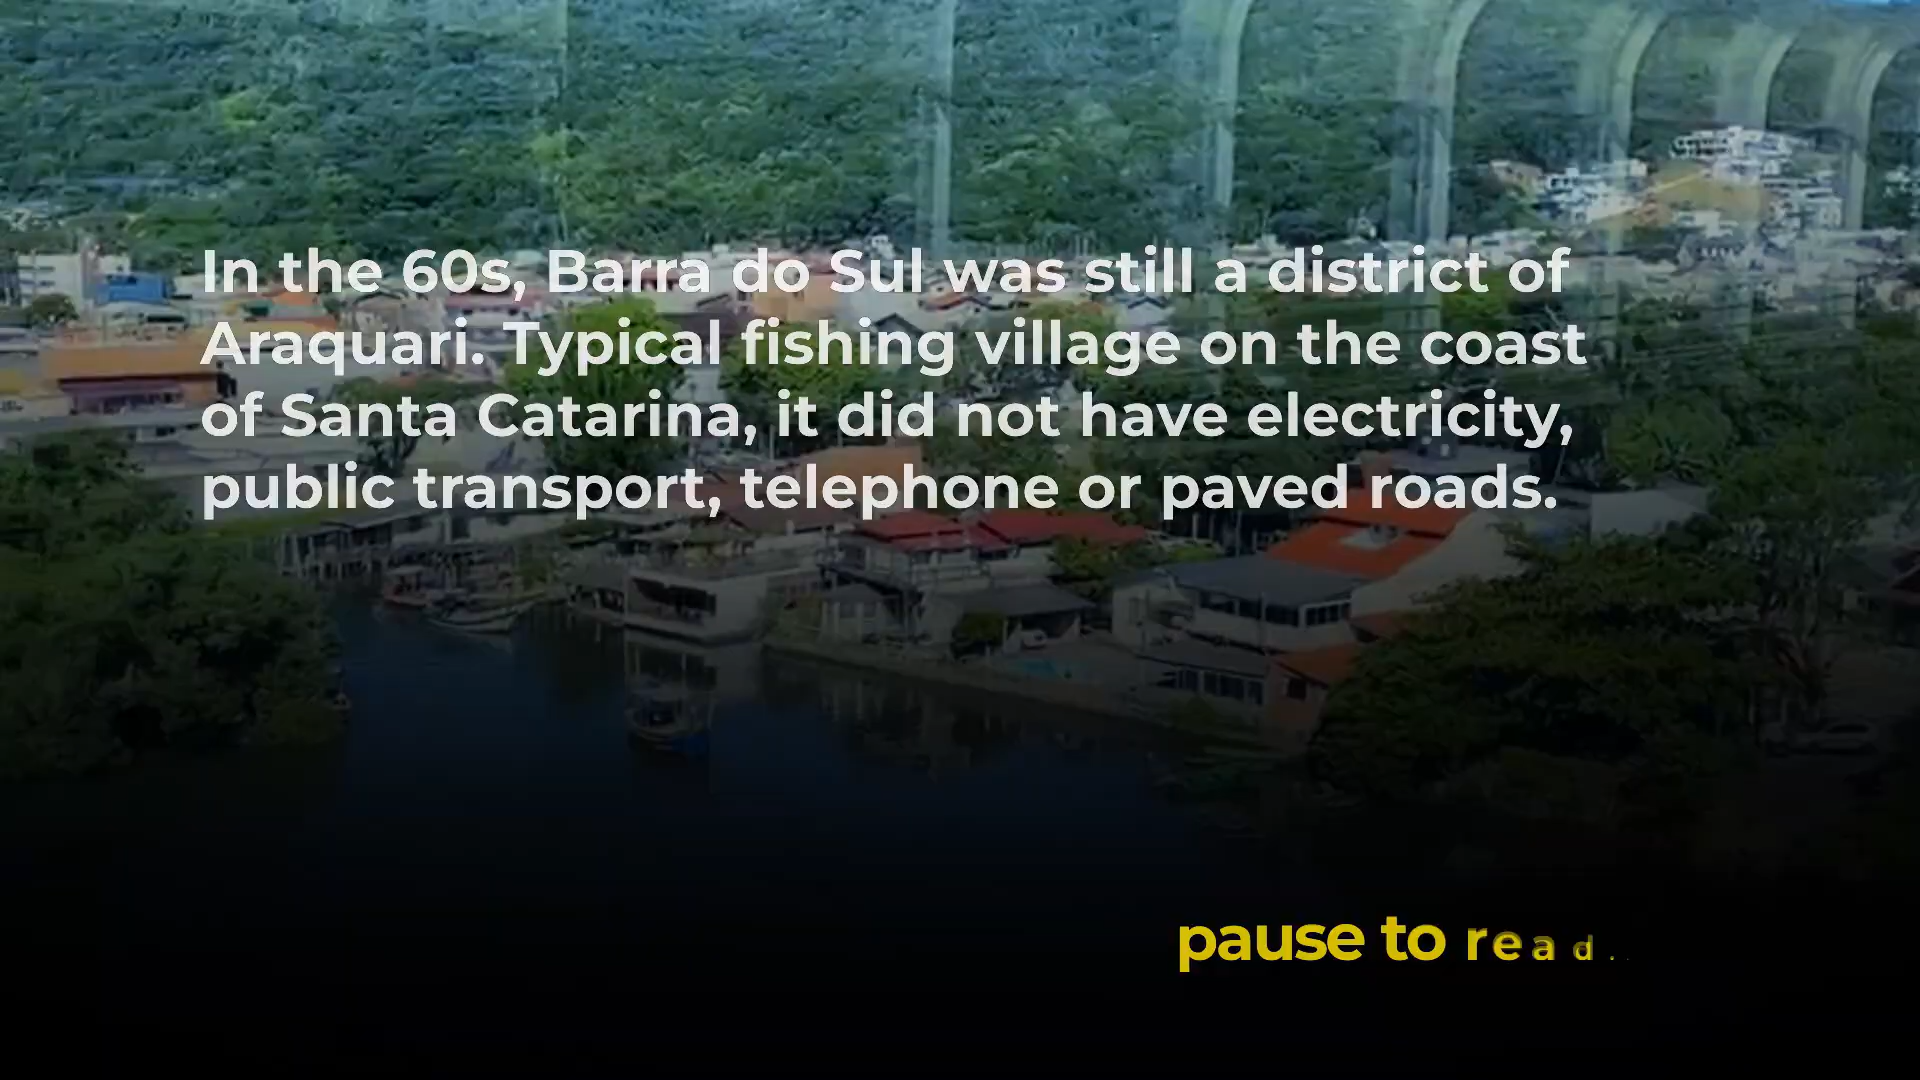 In the 60s, Barra do Sul was still a district of
Araquari. Typical fishing village on the coast
of Santa Catarina, it did not have electricity,
public transport, telephone or paved roads.
pause to read..